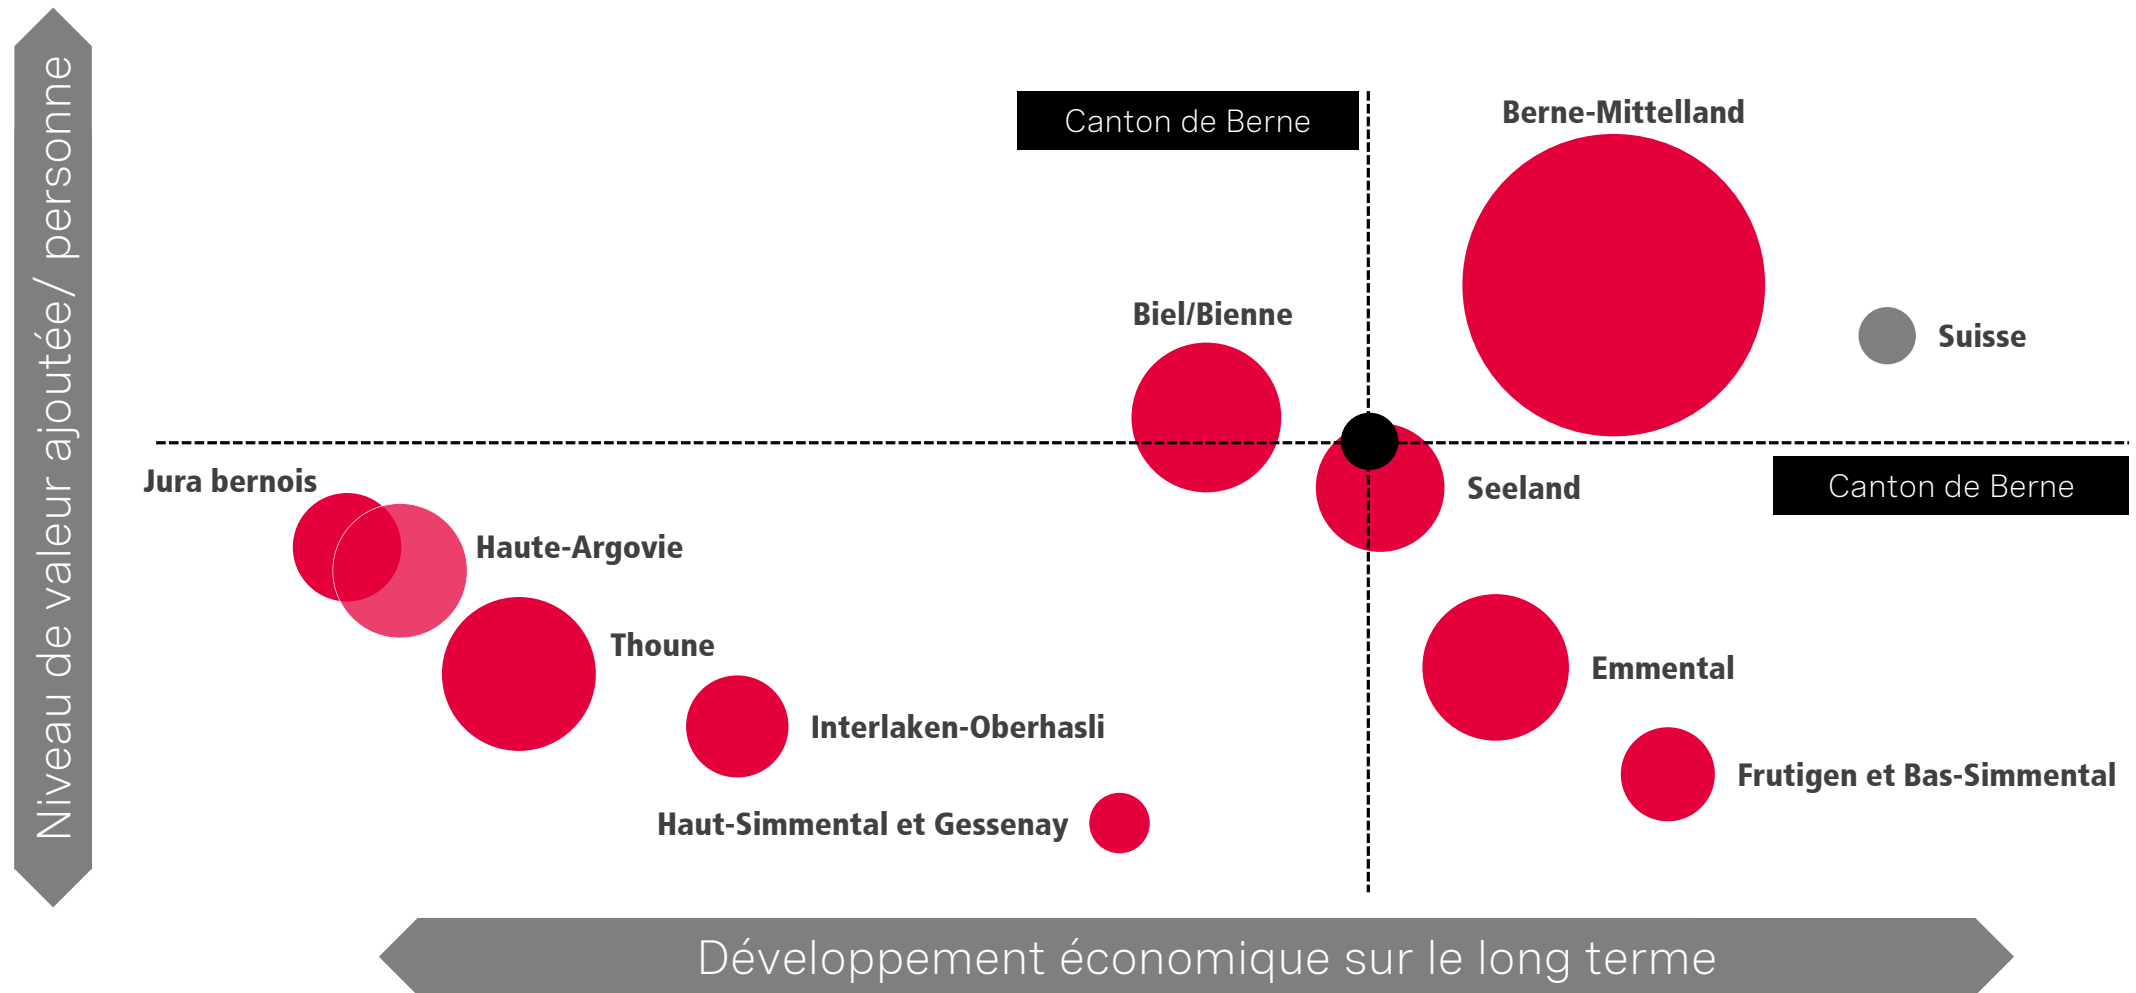 Niveau de valeur ajoutée/ personne
Canton de Berne
Berne-Mittelland
Biel/Bienne
Suisse
Jura bernois
Seeland
Canton de Berne
Haute-Argovie
Thoune
Emmental
Interlaken-Oberhasli
Frutigen et Bas-Simmental
Haut-Simmental et Gessenay
Développement économique sur le long terme